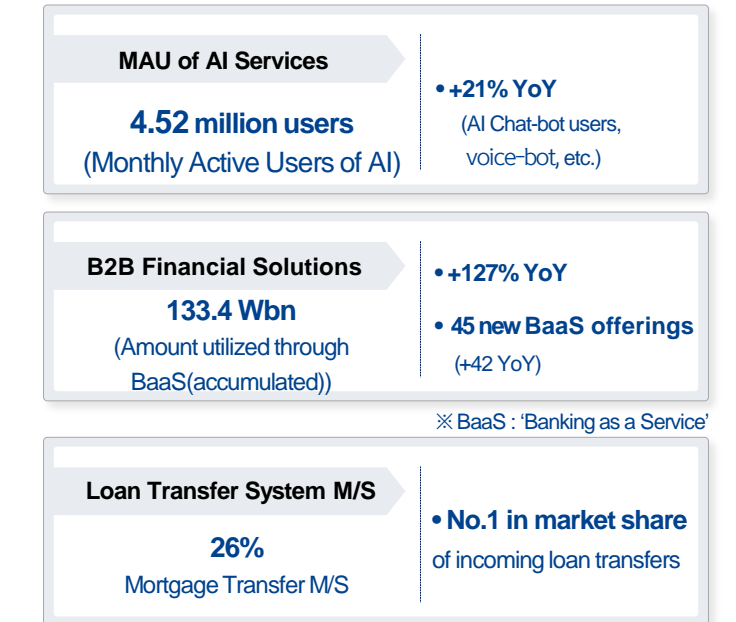 MAU of AI Services
4.52 million users
(Monthly Active Users of AI)
• +21% YoY
(AI Chat-bot users,
voice-bot, etc.)
B2B Financial Solutions
133.4 Wbn
(Amount utilized through
BaaS(accumulated))
• +127% YoY
• 45 new BaaS offerings
(+42 YoY)
※ BaaS : ‘Banking as a Service’
Loan Transfer System M/S
26%
Mortgage Transfer M/S
• No.1 in market share
of incoming loan transfers